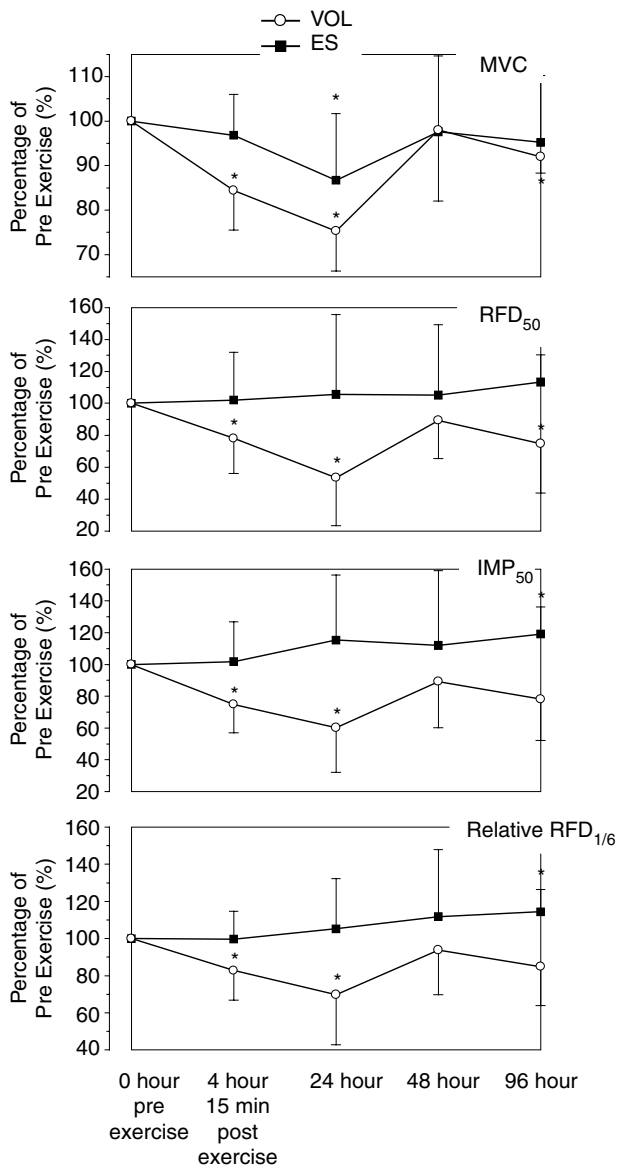 VOL
ES
MVC
Percentage of
Pre Exercise (%)
110
100
90
80
70
*
*
*
*
RFD50
Percentage of
Pre Exercise (%)
160
140
120
100
80
60
40
20
*
*
*
IMP50
Percentage of
Pre Exercise (%)
160
140
120
100
80
60
40
20
*
*
*
Relative RFD1/6
Percentage of
Pre Exercise (%)
160
140
120
100
80
60
40
*
*
*
0 hour
pre
exercise
4 hour
15 min
post
exercise
24 hour
48 hour
96 hour